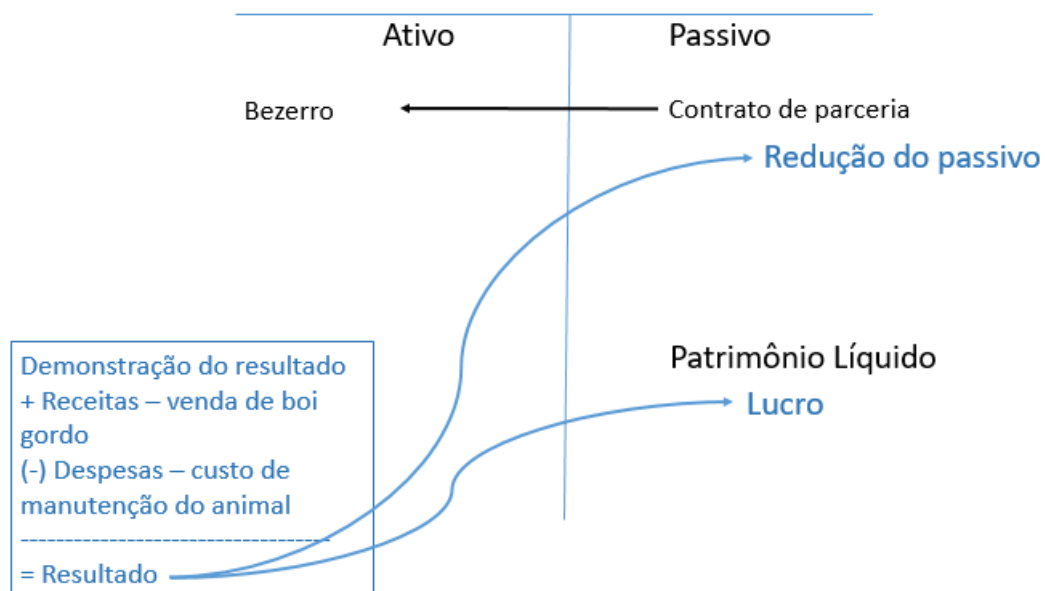 Ativo
Passivo
Bezerro
Contrato de parceria
Redução do passivo
Patrimônio Líquido
Lucro
Demonstração do resultado
+ Receitas – venda de boi
gordo
(-) Despesas – custo de
manutenção do animal
-----------------------------------
= Resultado